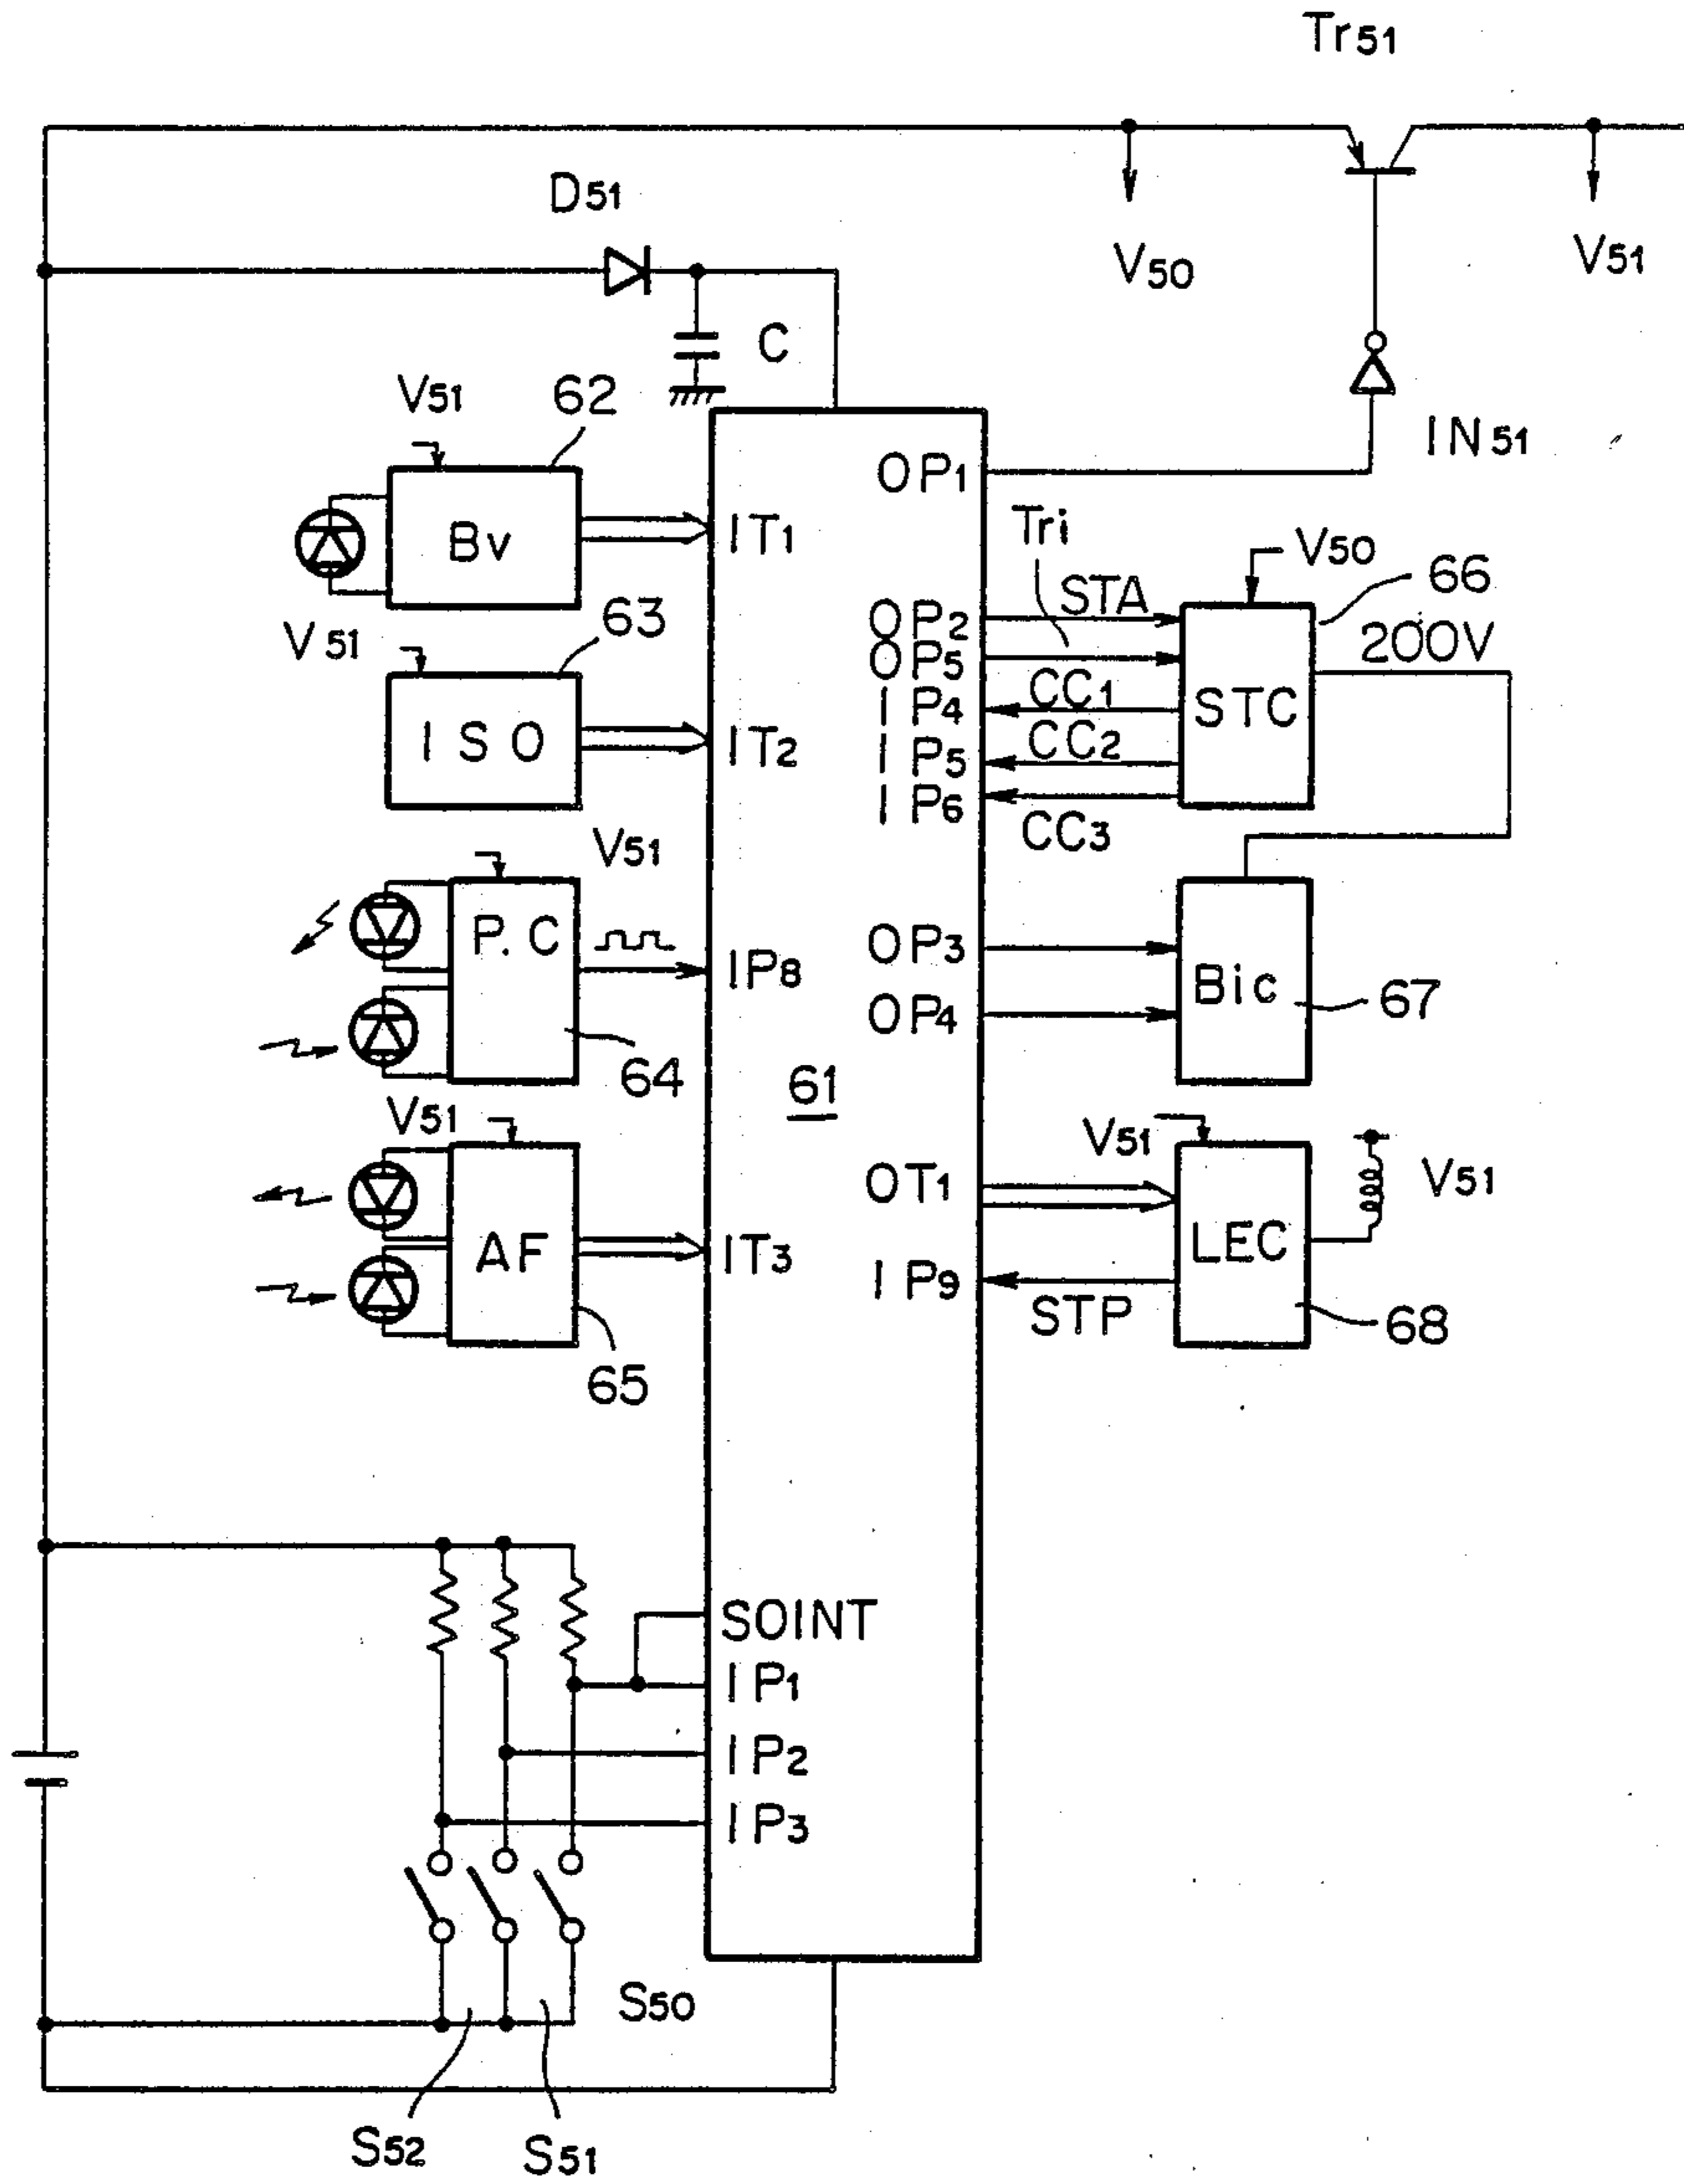 Tr51
D51
V50
V51
C
V51
62
IN51
OP1
Bv
IT1
Tri
V50
66
STA
V51
63
OP2
200V
OP5
CC1
ISO
IT2
IP4
STC
CC2
IP5
IP6
CC3
V51
P.C
OP3
IP8
Bic
67
OP4
64
61
V51
V51
OT1
V51
AF
IT3
LEC
IP9
STP
68
65
SOINT
IP1
IP2
IP3
S50
S52
S51